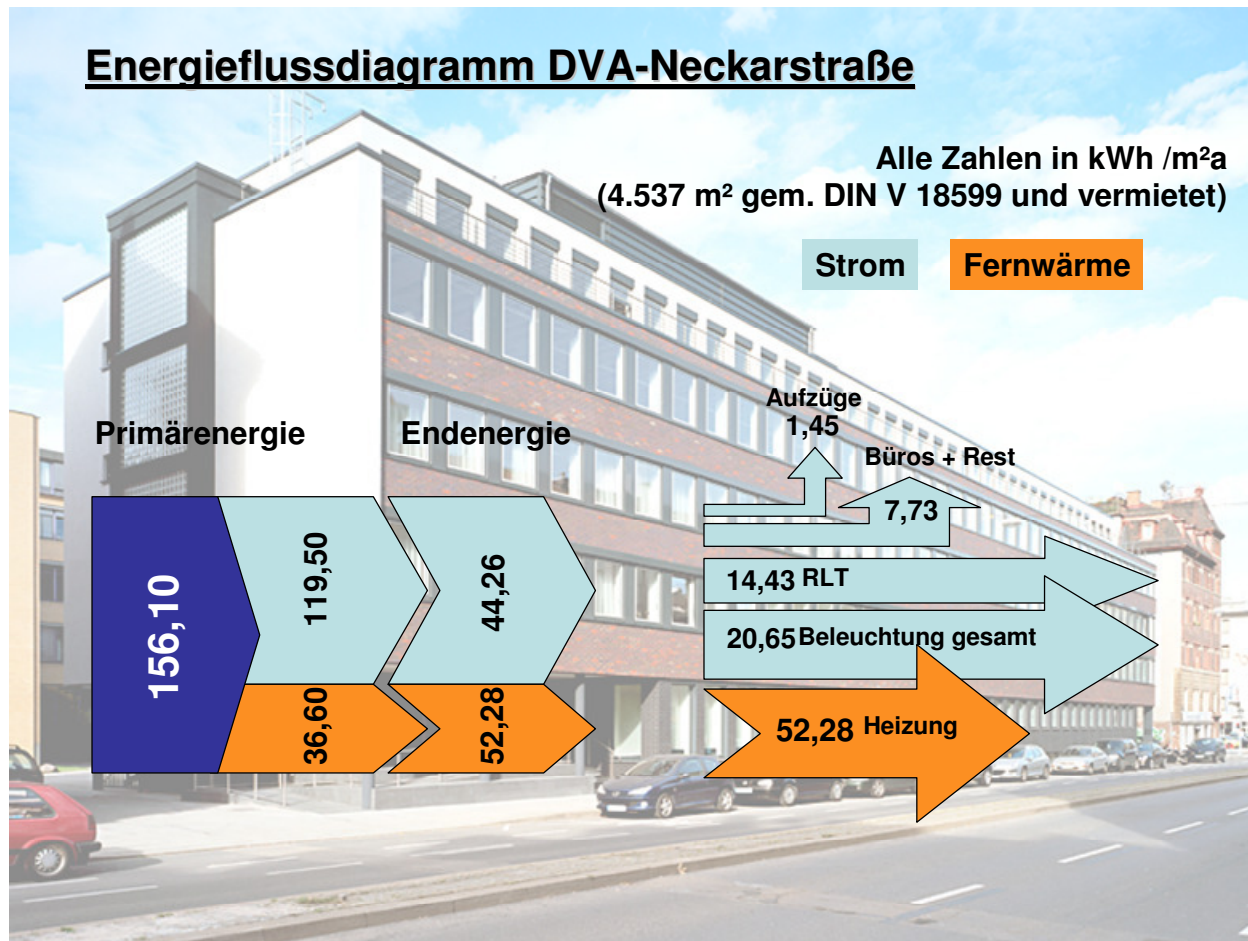 Energieflussdiagramm DVA-Neckarstraße
Alle Zahlen in kWh /m²a
(4.537 m² gem. DIN V 18599 und vermietet)
Strom
Fernwärme
Primärenergie
Endenergie
Aufzüge
1,45
Büros + Rest
7,73
156,10
119,50
44,26
14,43 RLT
20,65 Beleuchtung gesamt
36,60
52,28
52,28 Heizung